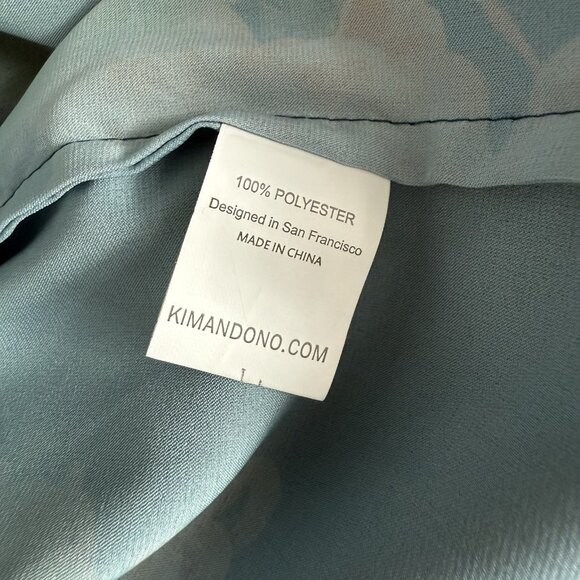 100% POLYESTER
Designed in San Francisco
MADE IN CHINA
KIMANDONO.COM